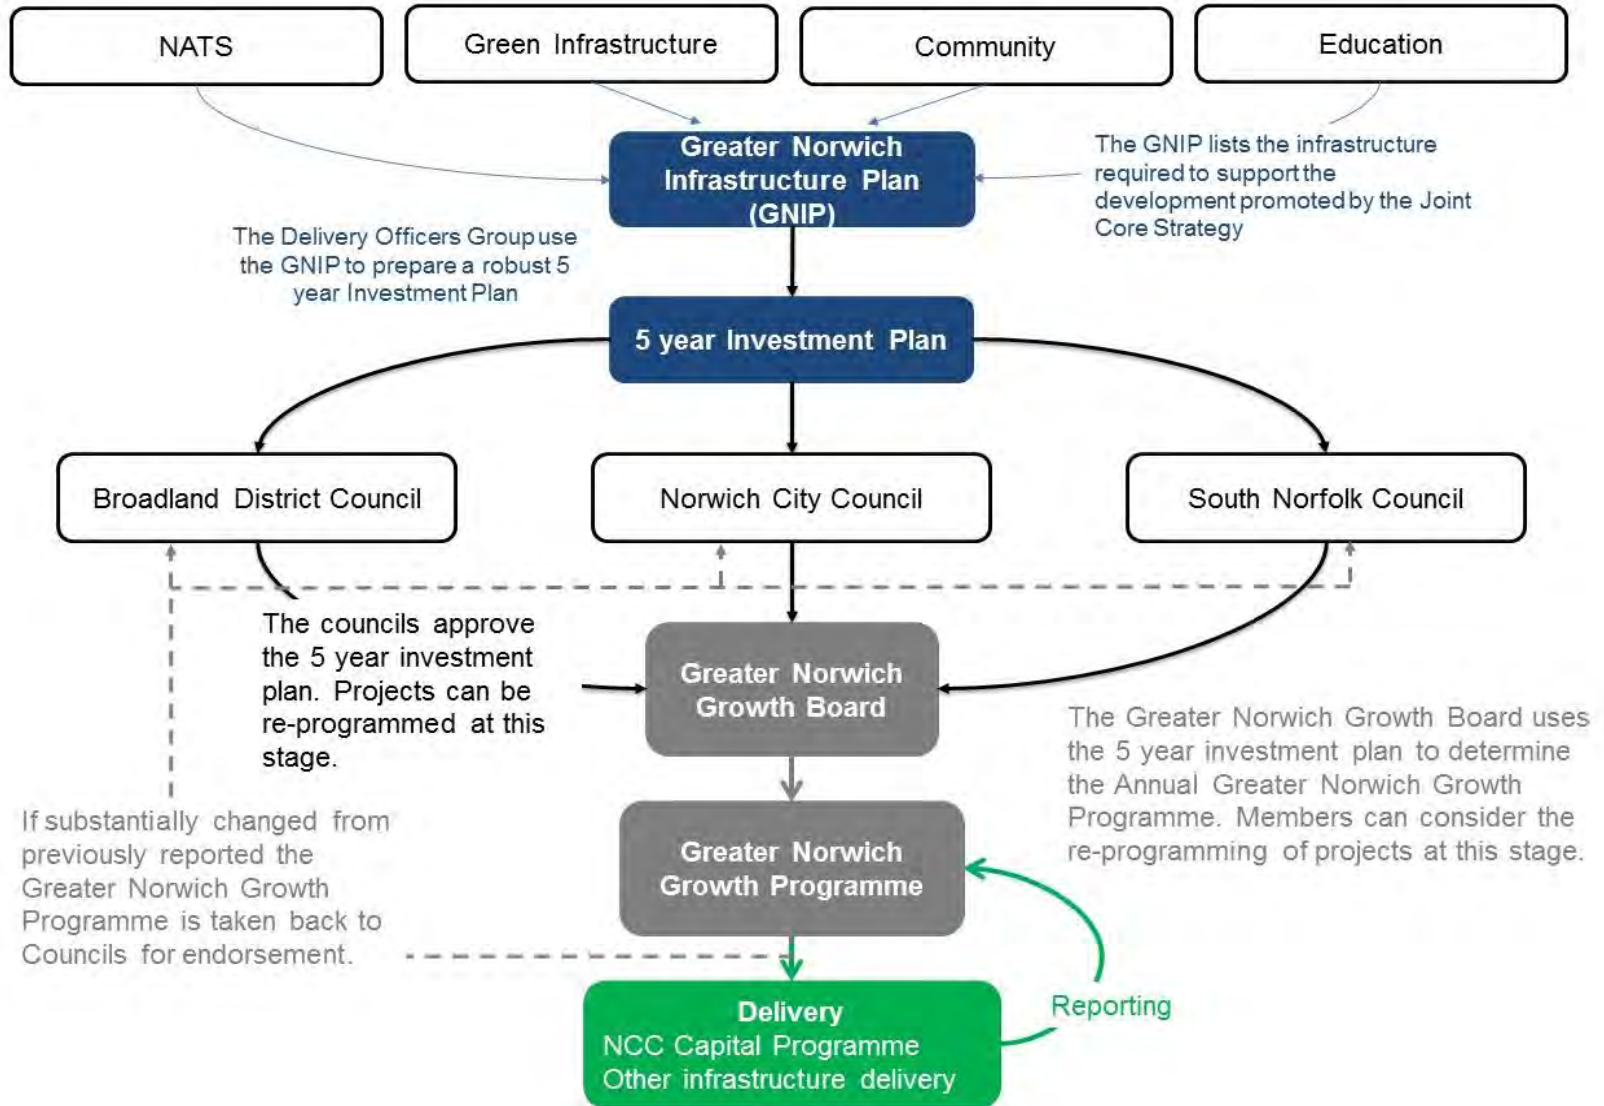 NATS
Green Infrastructure
Community
Education
Greater Norwich
Infrastructure Plan
(GNIP)
The GNIP lists the infrastructure
required to support the
development promoted by the Joint
Core Strategy
The Delivery Officers Group use
the GNIP to prepare a robust 5
year Investment Plan
5 year Investment Plan
Broadland District Council
Norwich City Council
South Norfolk Council
The councils approve
the 5 year investment
plan. Projects can be
re-programmed at this
stage.
Greater Norwich
Growth Board
The Greater Norwich Growth Board uses
the 5 year investment plan to determine
the Annual Greater Norwich Growth
Programme. Members can consider the
re-programming of projects at this stage.
If substantially changed from
previously reported the
Greater Norwich Growth
Programme is taken back to
Councils for endorsement.
Greater Norwich
Growth Programme
Delivery
NCC Capital Programme
Other infrastructure delivery
Reporting